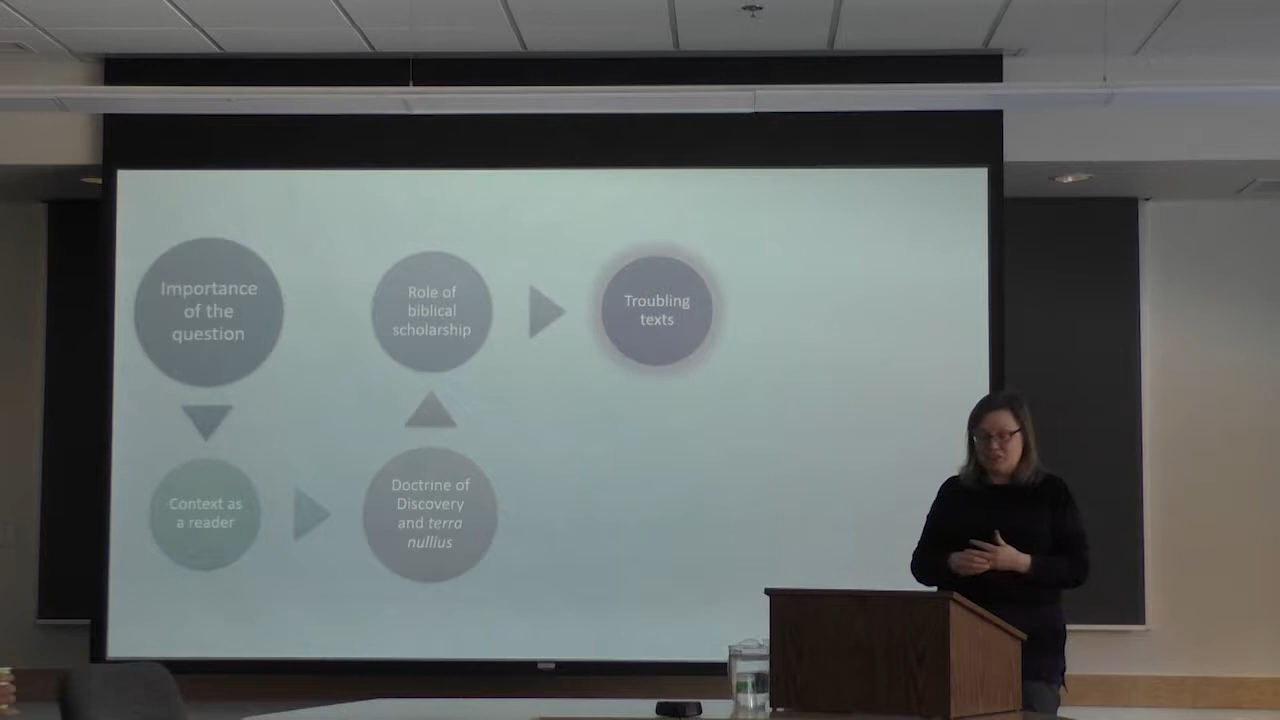 Importance
of the
question
Context as
a reader
Doctrine of
Discovery
and terra
nullius
Role of
biblical
scholarship
Troubling
texts